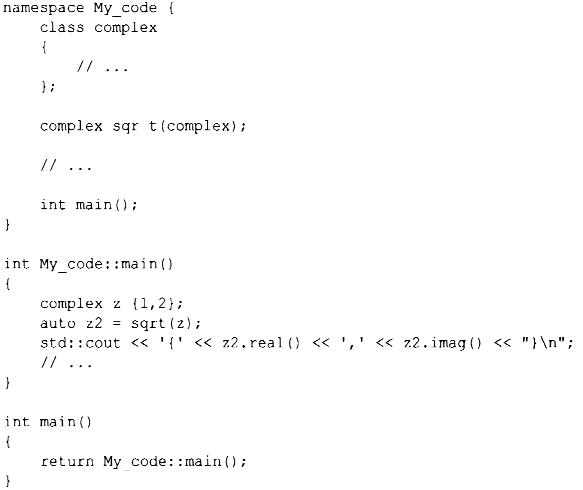 namespace My_code {
    class complex
    {
        // ...
    };

    complex sqr t(complex);

    // ...

    int main();
}

int My_code::main()
{
    complex z {1,2};
    auto z2 = sqrt(z);
    std::cout << '{' << z2.real() << ',' << z2.imag() << "}\n";
    // ...
}

int main()
{
    return My_code::main();
}